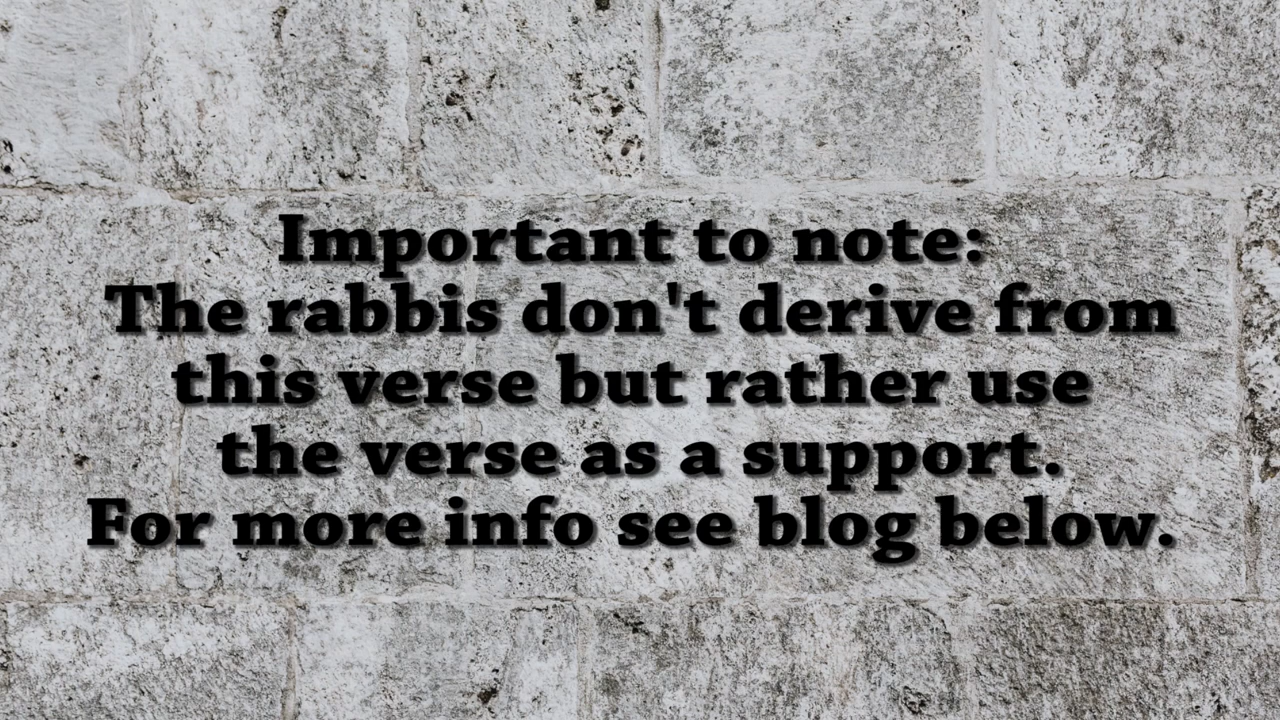 Important to note:
The rabbis don't derive from
this verse but rather use
the verse as a support.
For more info see blog below.